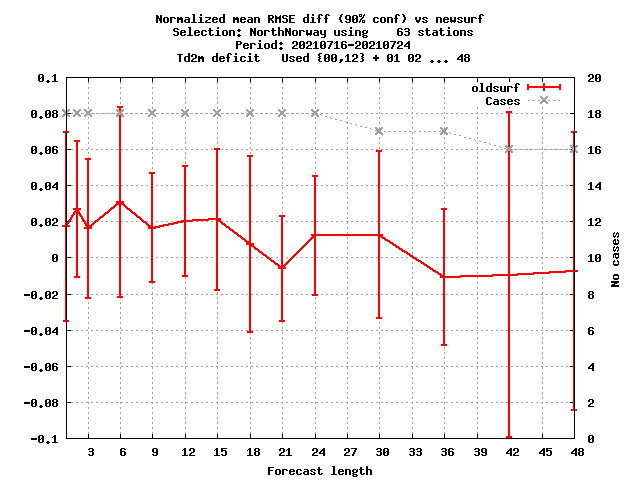 Normalized mean RMSE diff (90% conf) vs newsurf
Selection: NorthNorway using    63 stations
Period: 20210716-20210724
Td2m deficit   Used {00,12} + 01 02 ... 48
oldsurf
Cases
0.1
0.08
0.06
0.04
0.02
0
-0.02
-0.04
-0.06
-0.08
-0.1
20
18
16
14
12
10
8
6
4
2
0
No cases
3 6 9 12 15 18 21 24 27 30 33 36 39 42 45 48
Forecast length